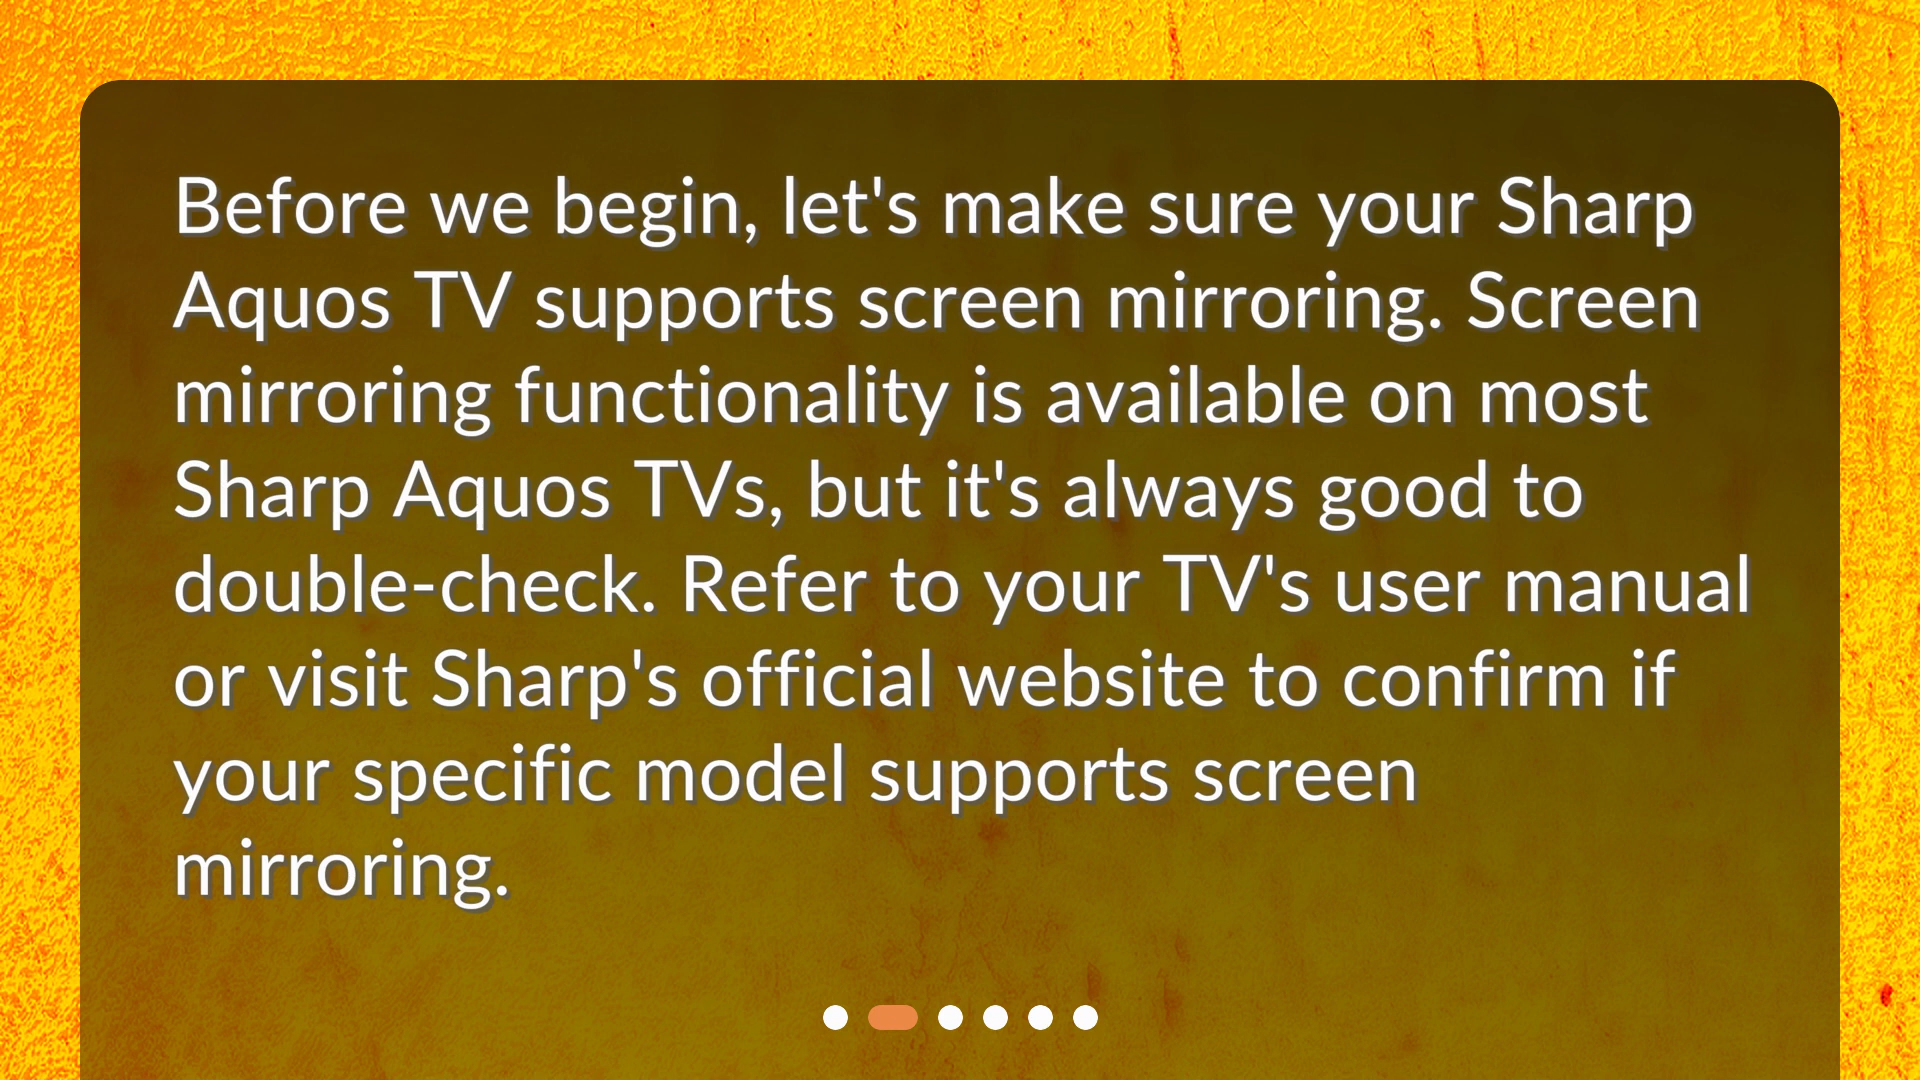 Before we begin, let's make sure your Sharp
Aquos TV supports screen mirroring. Screen
mirroring functionality is available on most
Sharp Aquos TVs, but it's always good to
double-check. Refer to your TV's user manual
or visit Sharp's official website to confirm if
your specific model supports screen
mirroring.